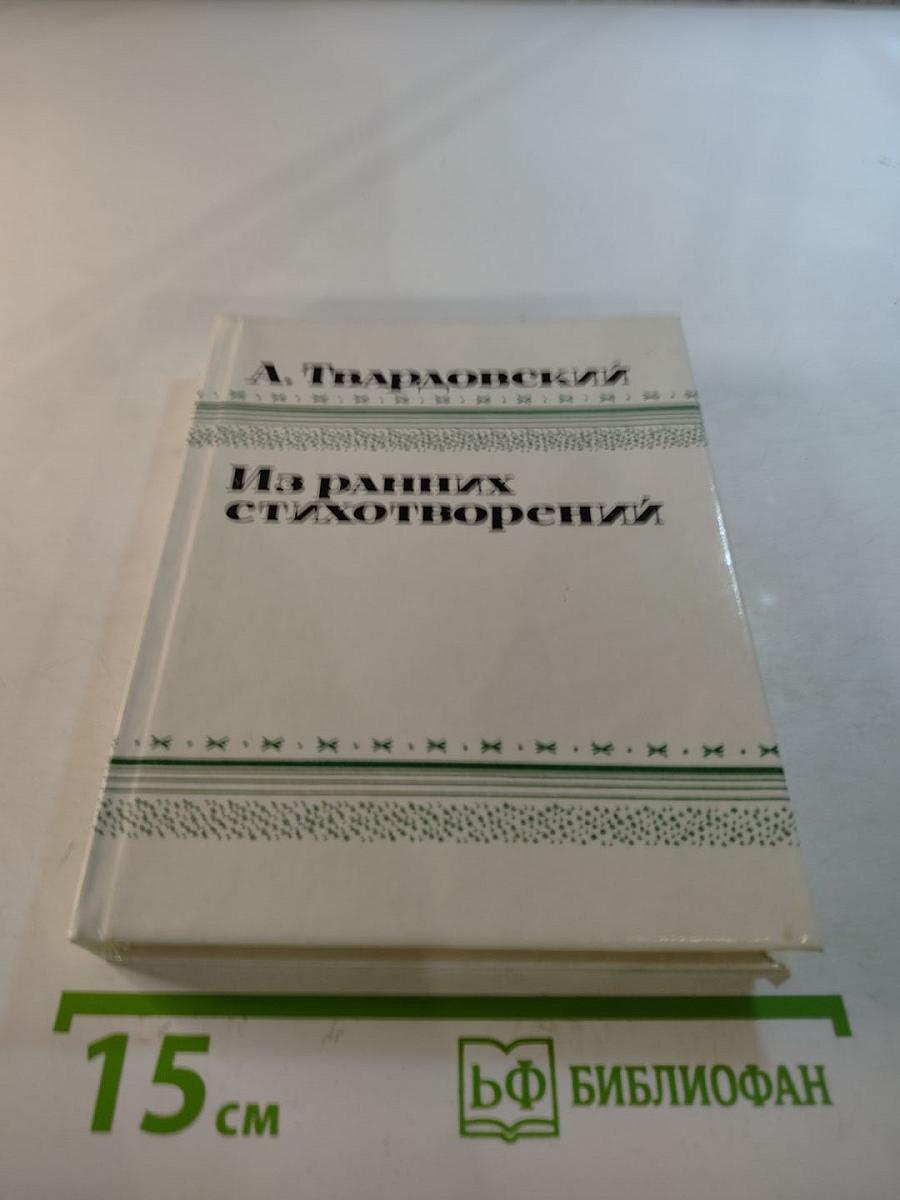 А. Твардовский
Из ранних
стихотворений
15 см
БФ БИБЛИОФАН